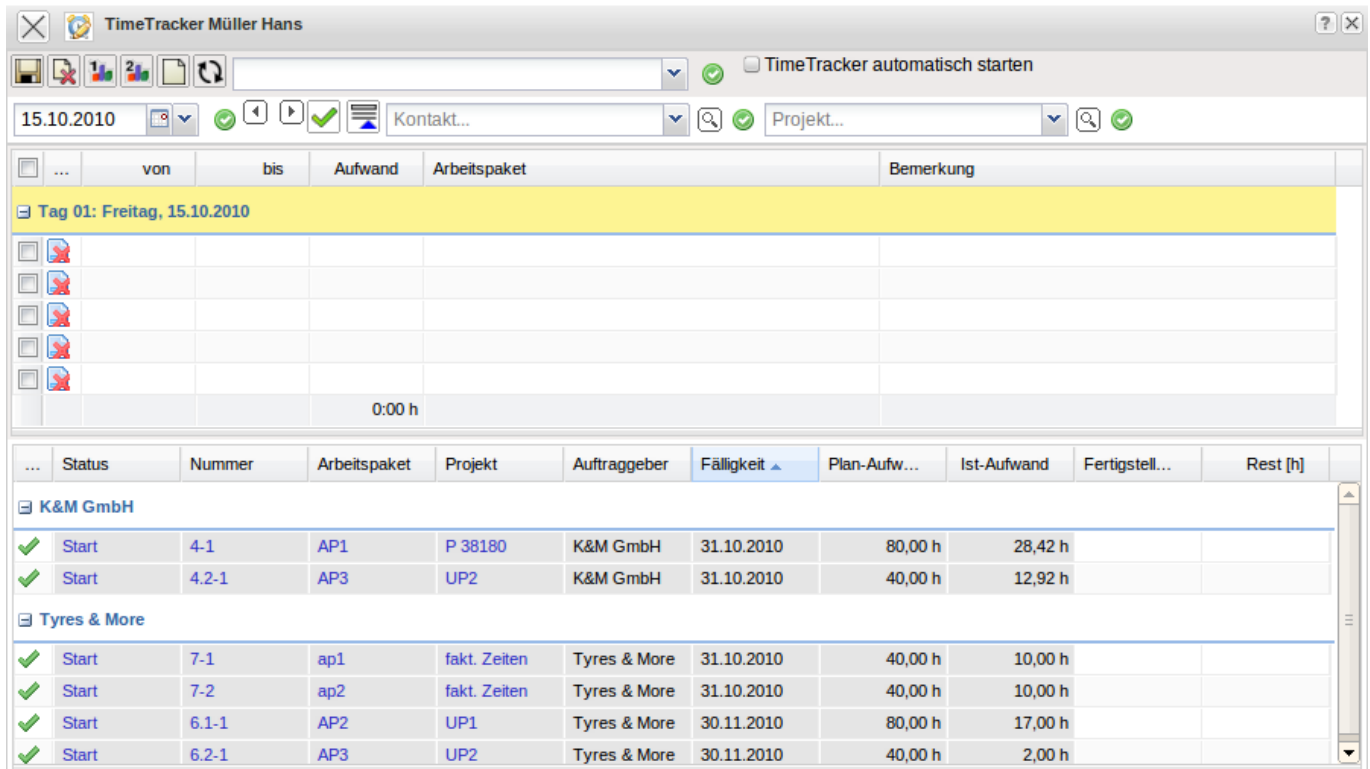 TimeTracker Müller Hans
TimeTracker automatisch starten
15.10.2010 Kontakt... Projekt...
... von bis Aufwand Arbeitspaket Bemerkung
Tag 01: Freitag, 15.10.2010
0:00 h
... Status Nummer Arbeitspaket Projekt Auftraggeber Fälligkeit Plan-Aufw... Ist-Aufwand Fertigstell... Rest [h]
K&M GmbH
Start 4-1 AP1 P 38180 K&M GmbH 31.10.2010 80,00 h 28,42 h
Start 4.2-1 AP3 UP2 K&M GmbH 31.10.2010 40,00 h 12,92 h
Tyres & More
Start 7-1 ap1 fakt. Zeiten Tyres & More 31.10.2010 40,00 h 10,00 h
Start 7-2 ap2 fakt. Zeiten Tyres & More 31.10.2010 40,00 h 10,00 h
Start 6.1-1 AP2 UP1 Tyres & More 30.11.2010 80,00 h 17,00 h
Start 6.2-1 AP3 UP2 Tyres & More 30.11.2010 40,00 h 2,00 h